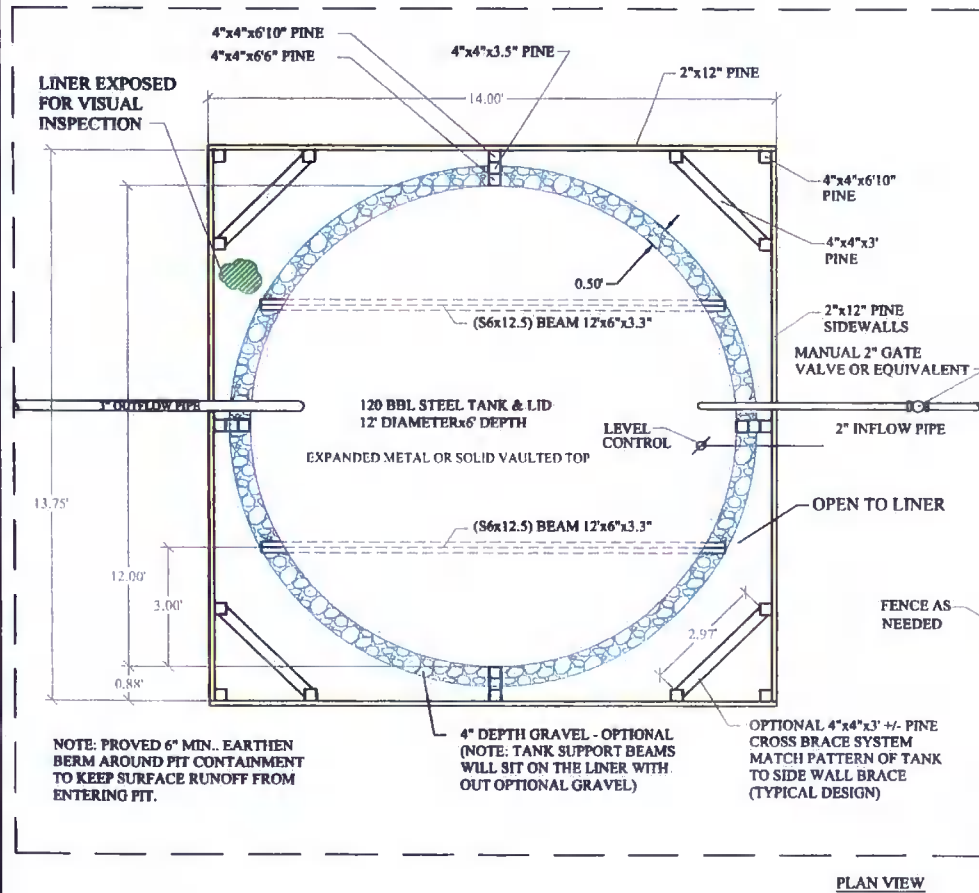 4"x4"x6'10" PINE
4"x4"x6'6" PINE
4"x4"x3.5" PINE
2"x12" PINE
LINER EXPOSED
FOR VISUAL
INSPECTION
14.00'
4"x4"x6'10"
PINE
4"x4"x3'
PINE
0.50'
(S6x12.5) BEAM 12'x6"x3.3"
2"x12" PINE
SIDEWALLS
MANUAL 2" GATE
VALVE OR EQUIVALENT
3" OUTFLOW PIPE
120 BBL STEEL TANK & LID
12' DIAMETERx6' DEPTH
EXPANDED METAL OR SOLID VAULTED TOP
LEVEL
CONTROL
2" INFLOW PIPE
13.75'
OPEN TO LINER
(S6x12.5) BEAM 12'x6"x3.3"
12.00'
3.00'
FENCE AS
NEEDED
2.97'
0.88'
NOTE: PROVED 6" MIN.. EARTHEN
BERM AROUND PIT CONTAINMENT
TO KEEP SURFACE RUNOFF FROM
ENTERING PIT.
4" DEPTH GRAVEL - OPTIONAL
(NOTE: TANK SUPPORT BEAMS
WILL SIT ON THE LINER WITH
OUT OPTIONAL GRAVEL)
OPTIONAL 4"x4"x3' +/- PINE
CROSS BRACE SYSTEM
MATCH PATTERN OF TANK
TO SIDE WALL BRACE
(TYPICAL DESIGN)
PLAN VIEW